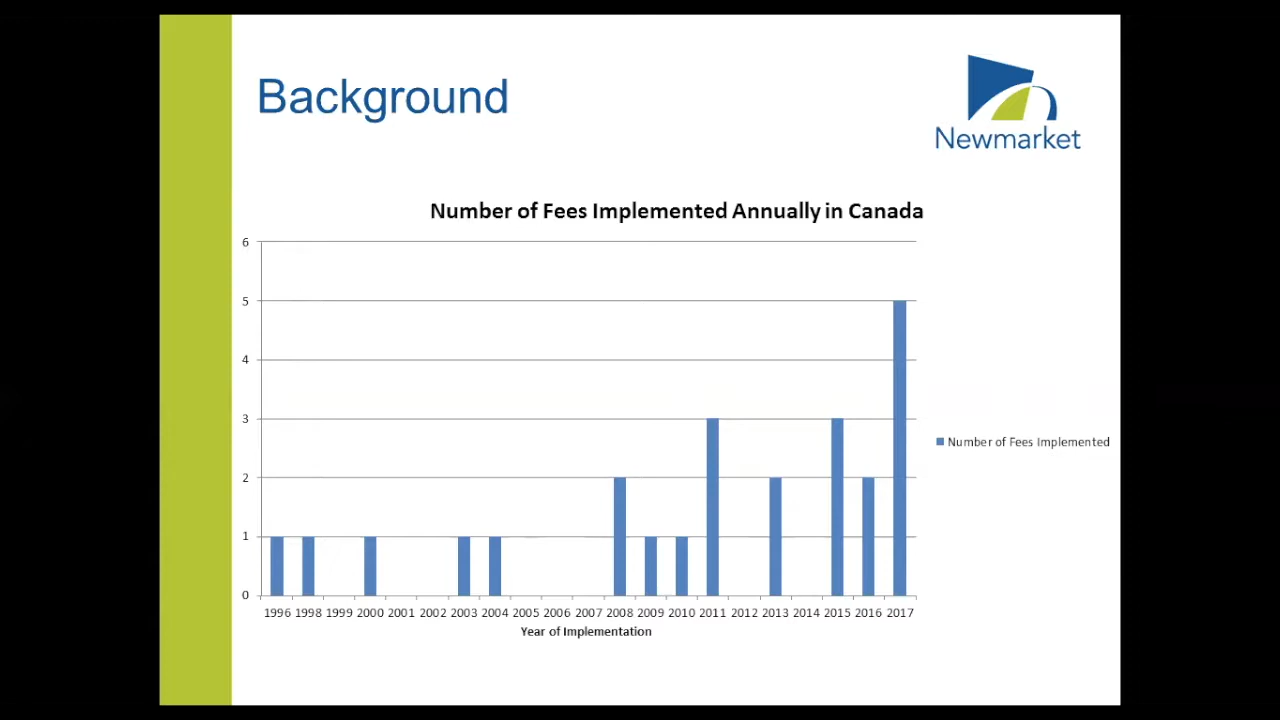 Background
Newmarket
Number of Fees Implemented Annually in Canada
6
5
4
3
2
1
0
1996 1998 1999 2000 2001 2002 2003 2004 2005 2006 2007 2008 2009 2010 2011 2012 2013 2014 2015 2016 2017
Year of Implementation
Number of Fees Implemented